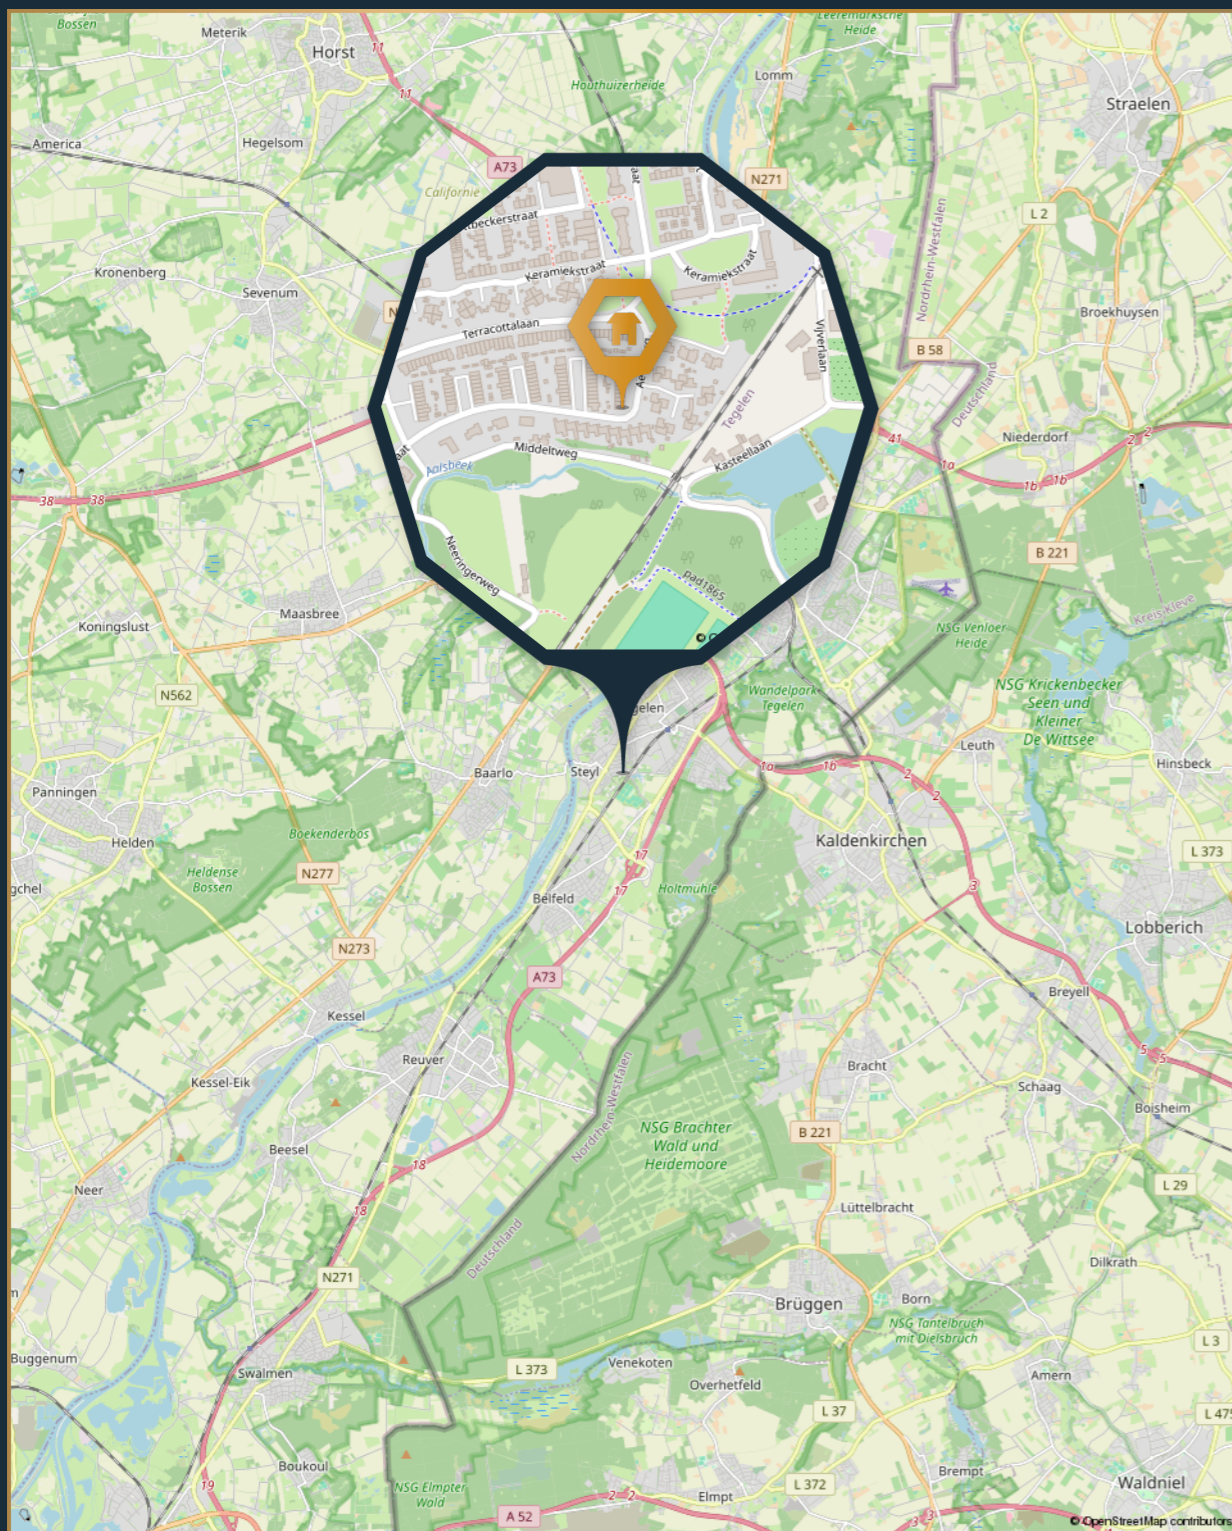 Bossen
Meterik
Horst
11
11
Leeremarksche
Heide
Houthuizerheide
Lomm
Straelen
America
Hegelsom
A73
Californie
N271
L 2
Kronenberg
Sevenum
Nordrhein-Westfalen
Broekhuysen
B 58
Deutschland
Keramiekstraat
Keramiekstraat
Terracottalaan
Vijverlaan
Tegelen
Middeltweg
Kasteellaan
Aalsbeek
Neeringerweg
pad1865
38
38
41
1a
1b
1b
2
2
Niederdorf
B 221
Kreis Kleve
Maasbree
Koningslust
NSG Venloer
Heide
NSG Krickenbecker
Seen und
Kleiner
De Wittsee
N562
Wandelpark
Tegelen
Leuth
Hinsbeck
Baarlo
Steyl
1a
1b
2
2
Panningen
Helden
Boekenderbos
Heldense
Bossen
N277
Kaldenkirchen
L 373
17
17
Holtmühle
3
Belfeld
Lobberich
N273
A73
Breyell
Kessel
Reuver
5
5
Kessel-Eik
Bracht
Schaag
Boisheim
Nordrhein-Westfalen
NSG Brachter
Wald und
Heidemoore
B 221
Beesel
18
18
Neer
L 29
Lüttelbracht
Deutschland
N271
Dilkrath
Brüggen
Born
NSG Tantelbruch
mit Dielsbruch
L 3
Buggenum
Swalmen
L 373
Venekoten
Overhetfeld
Amern
L 37
Boukoul
19
NSG Elmpter
Wald
A 52
2
2
Elmpt
L 372
Brempt
Waldniel
3
3
© OpenStreetMap contributors